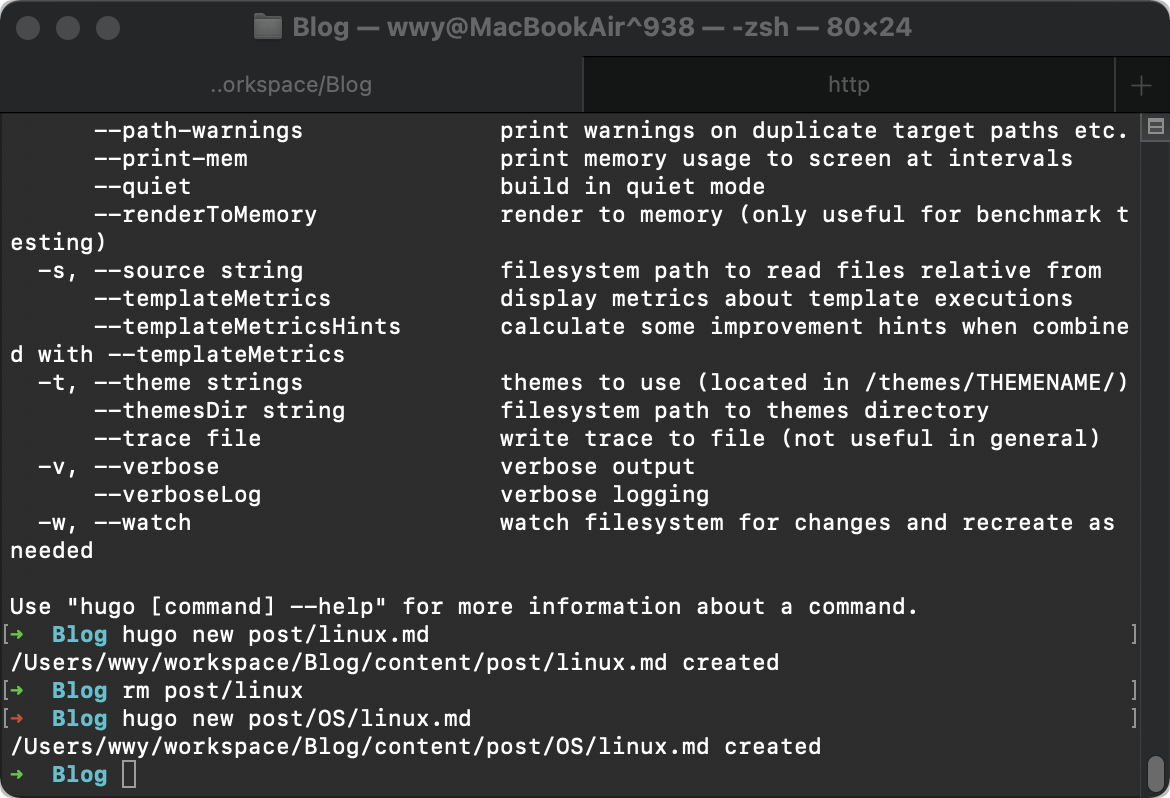 Blog — wwy@MacBookAir^938 — -zsh — 80×24
..orkspace/Blog http +
--path-warnings print warnings on duplicate target paths etc.
--print-mem print memory usage to screen at intervals
--quiet build in quiet mode
--renderToMemory render to memory (only useful for benchmark t
esting)
-s, --source string filesystem path to read files relative from
--templateMetrics display metrics about template executions
--templateMetricsHints calculate some improvement hints when combine
d with --templateMetrics
-t, --theme strings themes to use (located in /themes/THEMENAME/)
--themesDir string filesystem path to themes directory
--trace file write trace to file (not useful in general)
-v, --verbose verbose output
--verboseLog verbose logging
-w, --watch watch filesystem for changes and recreate as
needed
Use "hugo [command] --help" for more information about a command.
[➜ Blog hugo new post/linux.md ]
/Users/wwy/workspace/Blog/content/post/linux.md created
[➜ Blog rm post/linux ]
[➜ Blog hugo new post/OS/linux.md ]
/Users/wwy/workspace/Blog/content/post/OS/linux.md created
➜ Blog